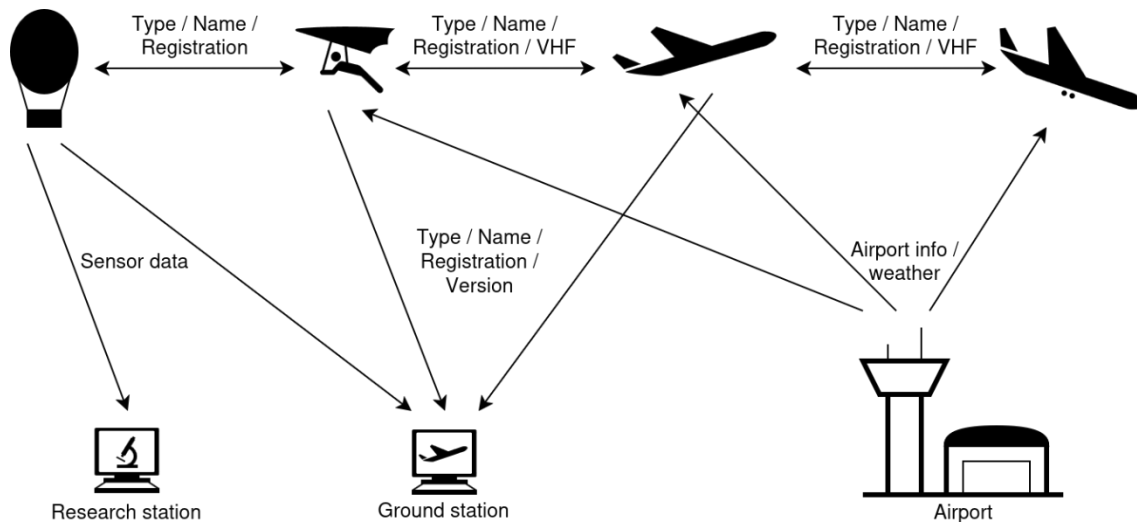 Type / Name /
Registration
Type / Name /
Registration / VHF
Type / Name /
Registration / VHF
Sensor data
Type / Name /
Registration /
Version
Airport info /
weather
Research station
Ground station
Airport